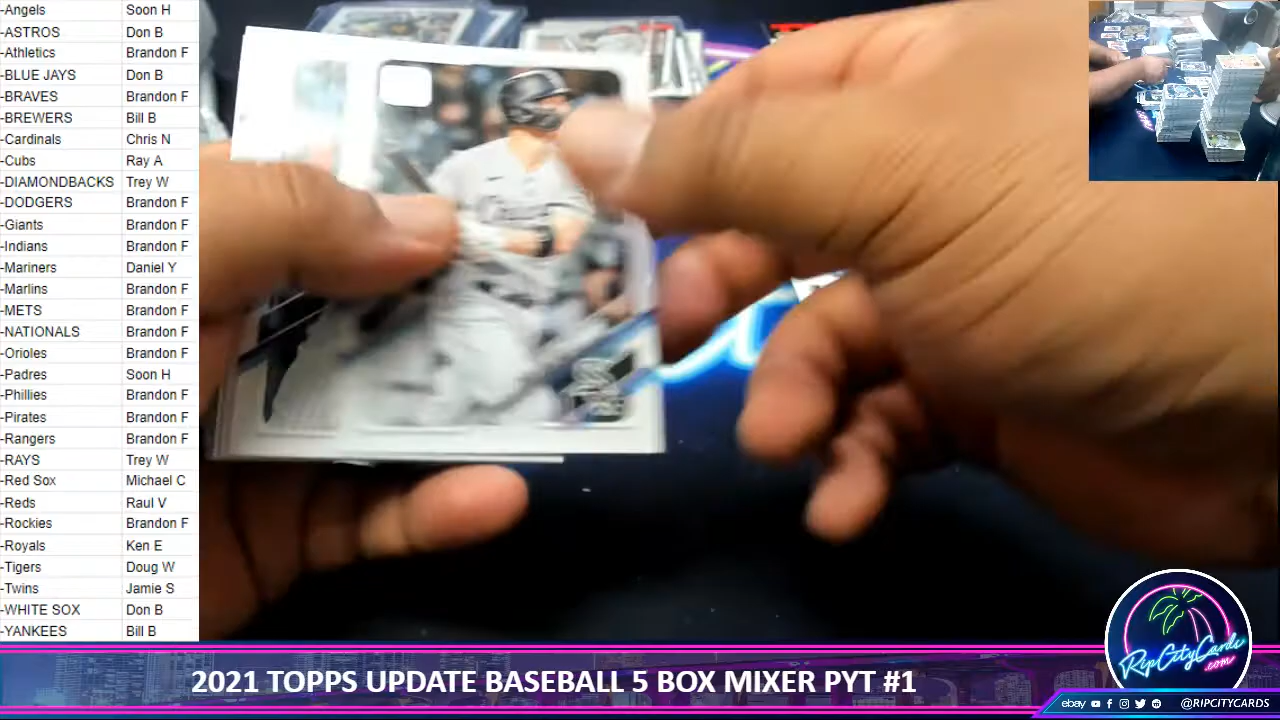 -Angels Soon H
-ASTROS Don B
-Athletics Brandon F
-BLUE JAYS Don B
-BRAVES Brandon F
-BREWERS Bill B
-Cardinals Chris N
-Cubs Ray A
-DIAMONDBACKS Trey W
-DODGERS Brandon F
-Giants Brandon F
-Indians Brandon F
-Mariners Daniel Y
-Marlins Brandon F
-METS Brandon F
-NATIONALS Brandon F
-Orioles Brandon F
-Padres Soon H
-Phillies Brandon F
-Pirates Brandon F
-Rangers Brandon F
-RAYS Trey W
-Red Sox Michael C
-Reds Raul V
-Rockies Brandon F
-Royals Ken E
-Tigers Doug W
-Twins Jamie S
-WHITE SOX Don B
-YANKEES Bill B
RipCityCards
.com
2021 TOPPS UPDATE BASEBALL 5 BOX MIXER PYT #1
ebay @RIPCITYCARDS